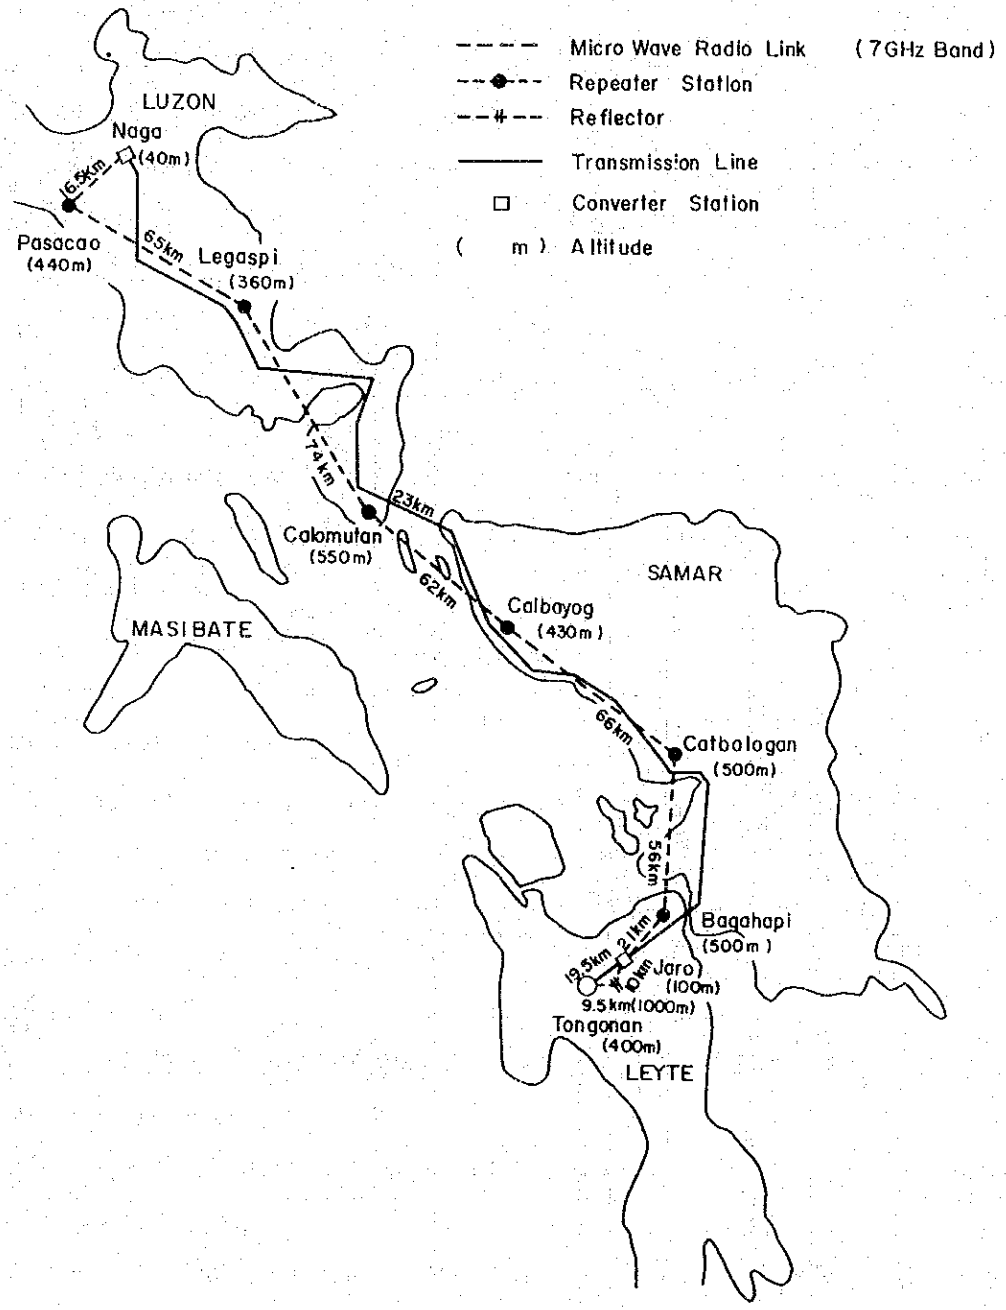 Micro Wave Radio Link (7GHz Band)
Repeater Station
Reflector
Transmission Line
Converter Station
( m) Altitude
LUZON
Naga
(40m)
16.5Km
Pasacao
(440m)
65km
Legaspi
(360m)
74km
23km
Calomutan
(550m)
62km
SAMAR
Calbayog
(430m)
MASIBATE
66km
Catbalogan
(500m)
56km
Bagahapi
(500m)
21km
19.5km
Jaro
(100m)
10km
9.5km(1000m)
Tongonan
(400m)
LEYTE